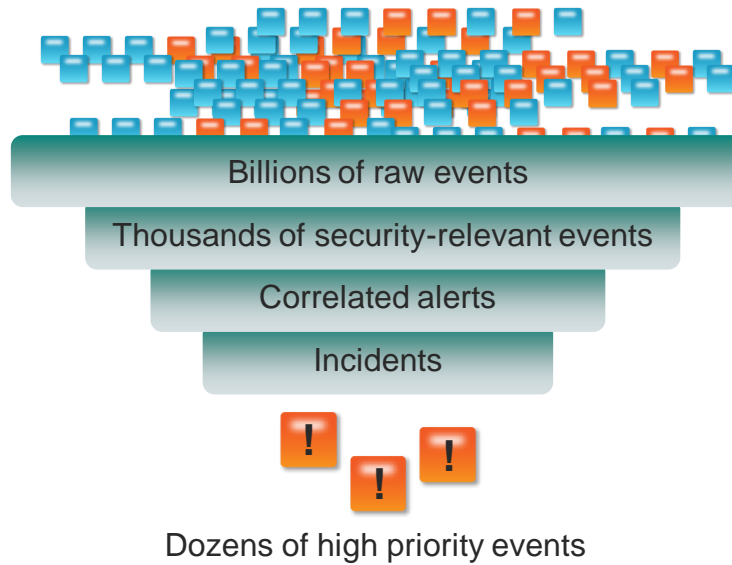 Billions of raw events
Thousands of security-relevant events
Correlated alerts
Incidents
! ! !
Dozens of high priority events